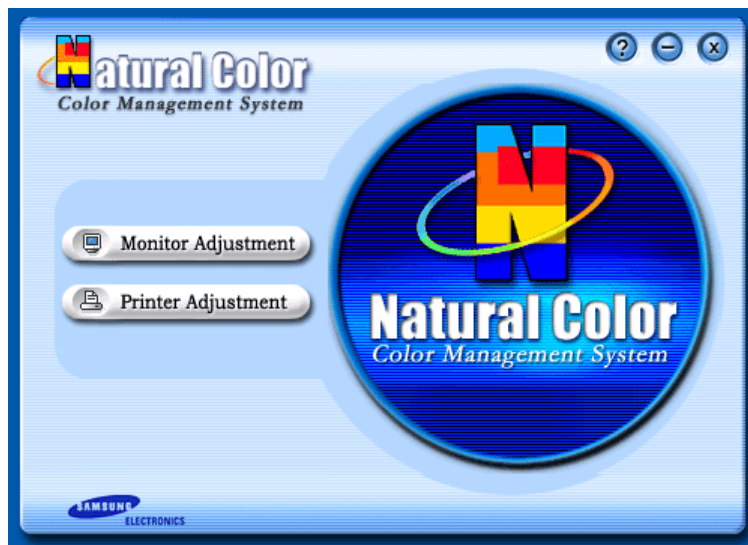 Natural Color
Color Management System
? – x
Monitor Adjustment
Printer Adjustment
N
Natural Color
Color Management System
SAMSUNG
ELECTRONICS